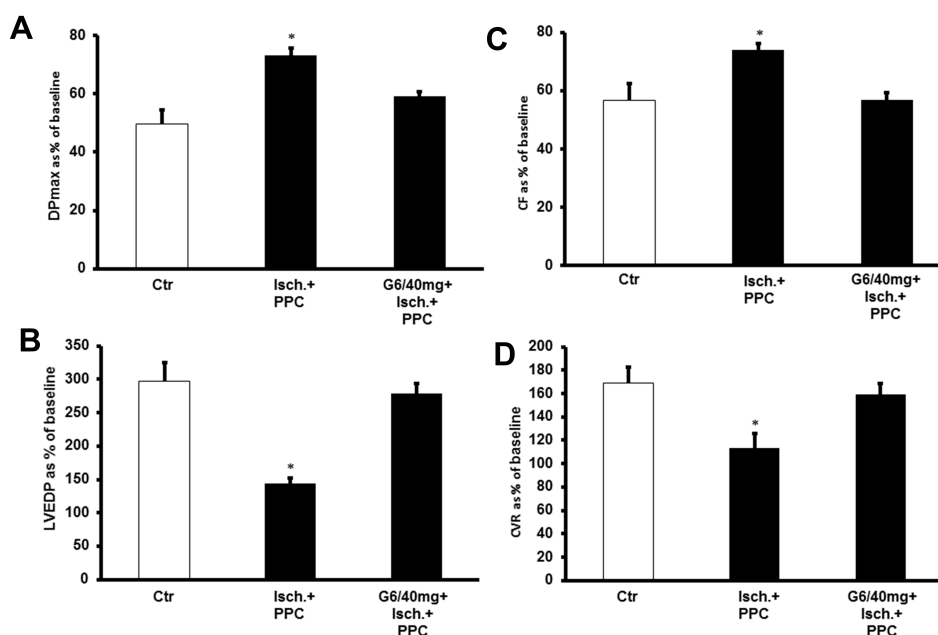 A
DPmax as % of baseline
80
60
40
20
0
*
Ctr
Isch.+
PPC
G6/40mg+
Isch.+
PPC
C
CF as % of baseline
80
60
40
20
0
*
Ctr
Isch.+
PPC
G6/40mg+
Isch.+
PPC
B
LVEDP as % of baseline
350
300
250
200
150
100
50
0
*
Ctr
Isch.+
PPC
G6/40mg+
Isch.+
PPC
D
CVR as % of baseline
200
180
160
140
120
100
80
60
40
20
0
*
Ctr
Isch.+
PPC
G6/40mg+
Isch.+
PPC